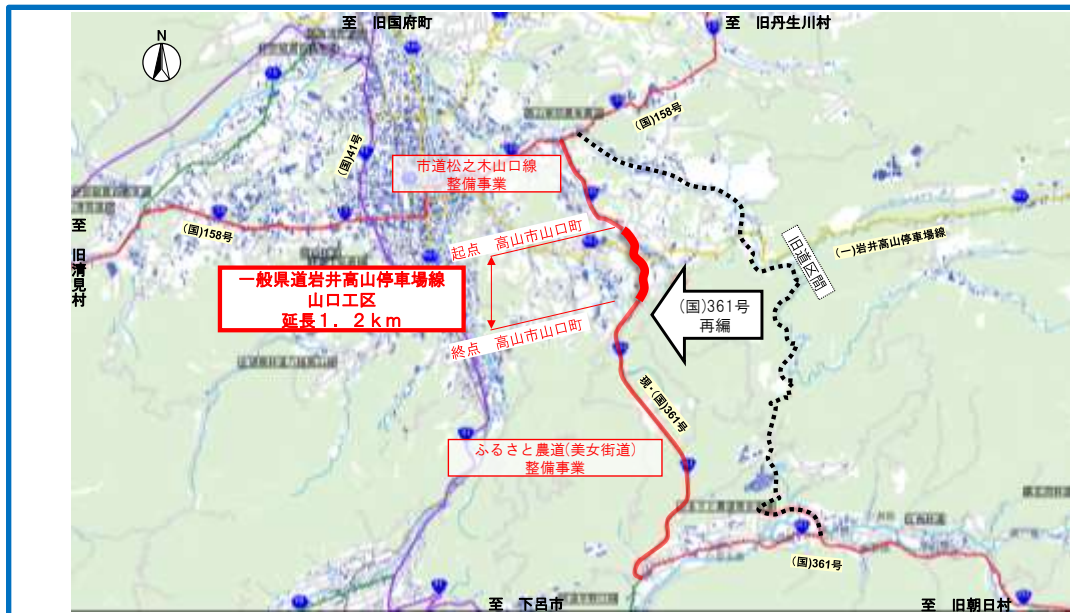 至　旧国府町
至　旧丹生川村
N
(国)158号
(国)41号
市道松之木山口線
整備事業
至
旧清見村
(国)158号
起点　高山市山口町
(一)岩井高山停車場線
旧道区間
一般県道岩井高山停車場線
山口工区
延長１．２ｋｍ
(国)361号
再編
終点　高山市山口町
現・(国)361号
ふるさと農道(美女街道)
整備事業
(国)361号
至　下呂市
至　旧朝日村